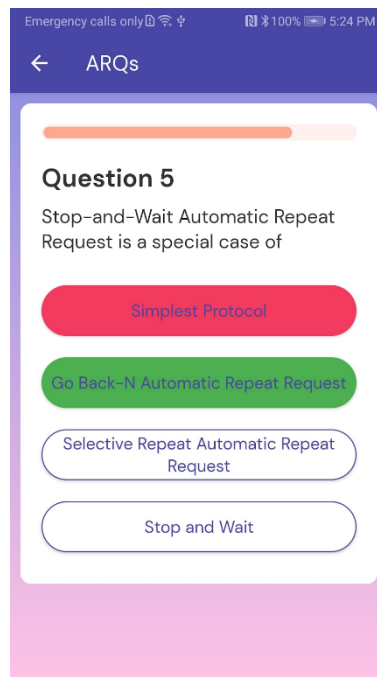 Emergency calls only 100% 5:24 PM
ARQs
Question 5
Stop-and-Wait Automatic Repeat
Request is a special case of
Simplest Protocol
Go Back-N Automatic Repeat Request
Selective Repeat Automatic Repeat
Request
Stop and Wait